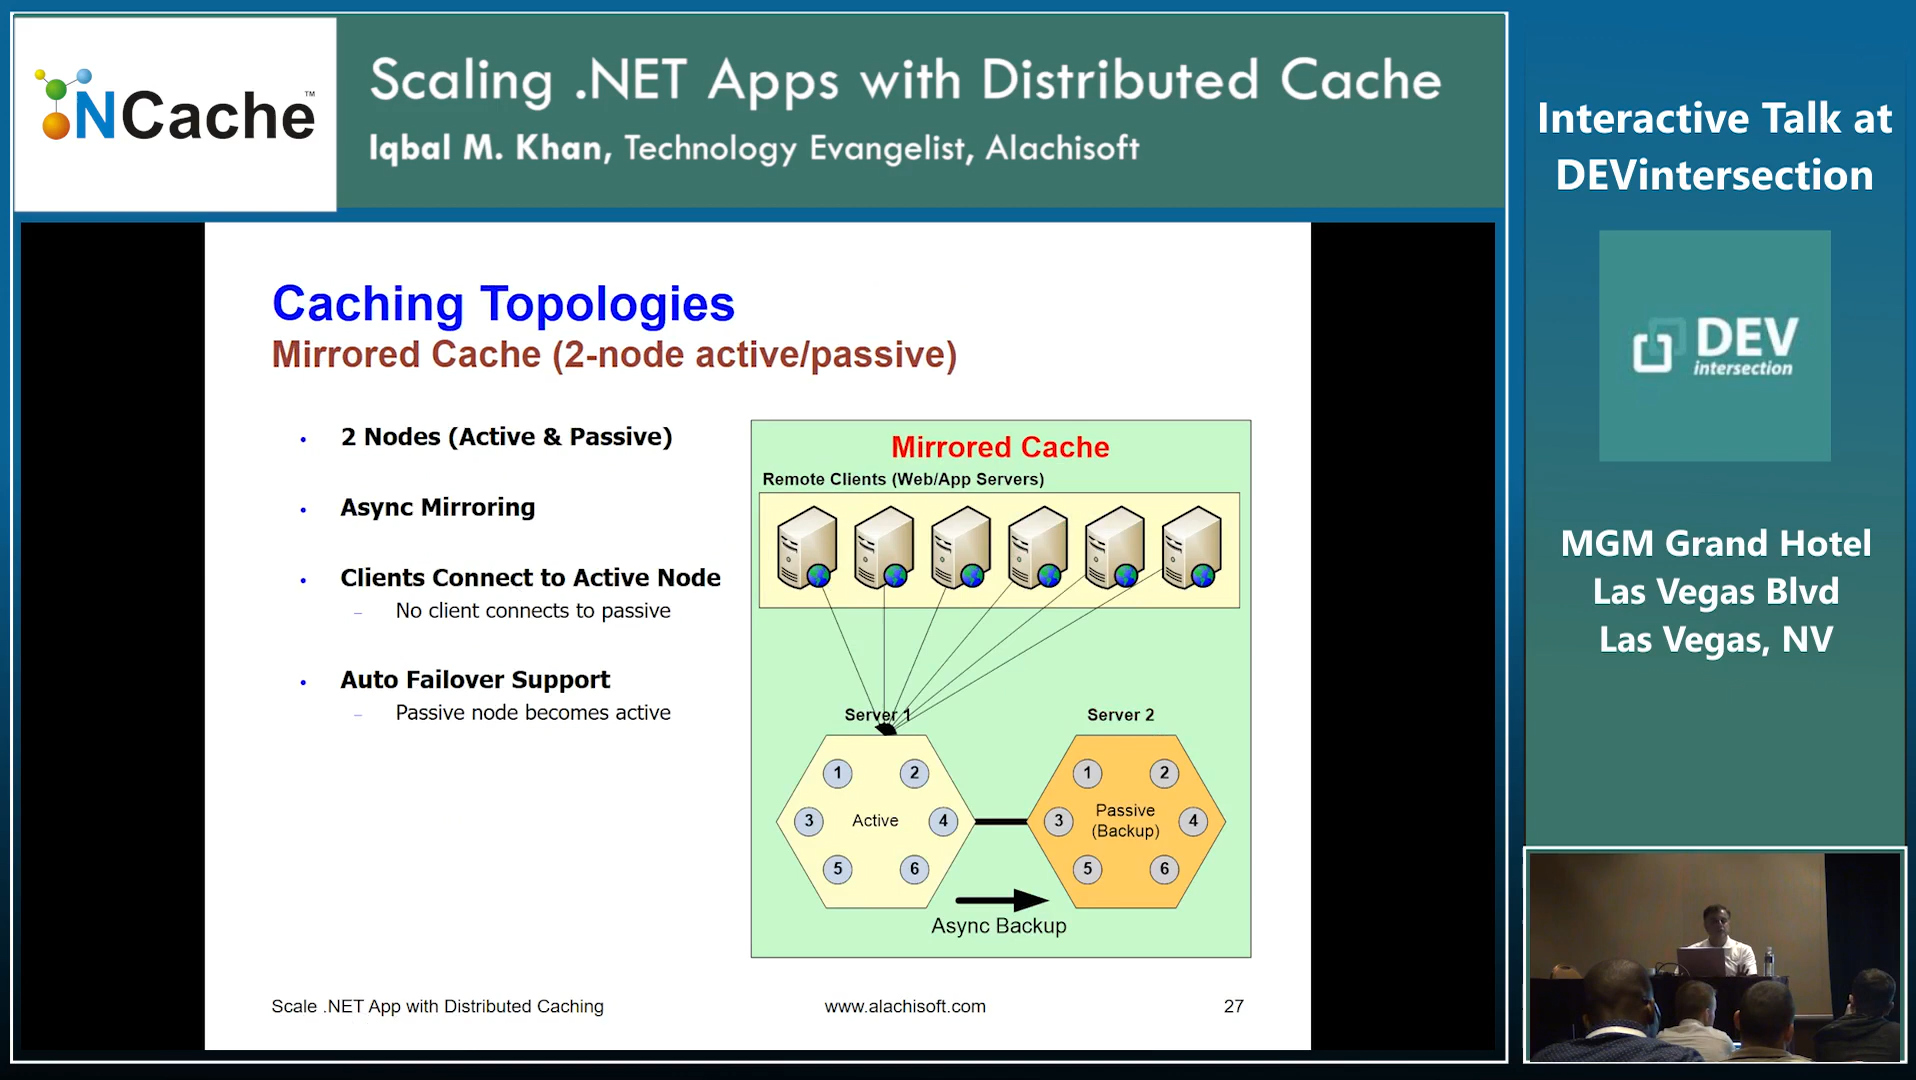 NCache™
Scaling .NET Apps with Distributed Cache
Iqbal M. Khan, Technology Evangelist, Alachisoft
Interactive Talk at
DEVintersection
DEV
intersection
MGM Grand Hotel
Las Vegas Blvd
Las Vegas, NV
Caching Topologies
Mirrored Cache (2-node active/passive)
• 2 Nodes (Active & Passive)
• Async Mirroring
• Clients Connect to Active Node
– No client connects to passive
• Auto Failover Support
– Passive node becomes active
Mirrored Cache
Remote Clients (Web/App Servers)
Server 1
Server 2
1 2
3 Active 4
5 6
1 2
3 Passive 4
(Backup)
5 6
Async Backup
Scale .NET App with Distributed Caching
www.alachisoft.com
27